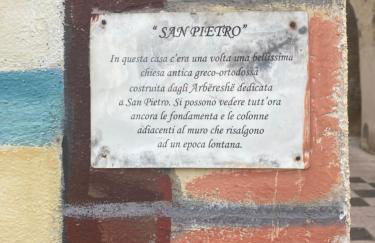 “ SAN PIETRO”
In questa casa c'era una volta una bellissima
chiesa antica greco-ortodossa
costruita dagli Arbëreshë dedicata
a San Pietro. Si possono vedere tutt'ora
ancora le fondamenta e le colonne
adiacenti al muro che risalgono
ad un epoca lontana.